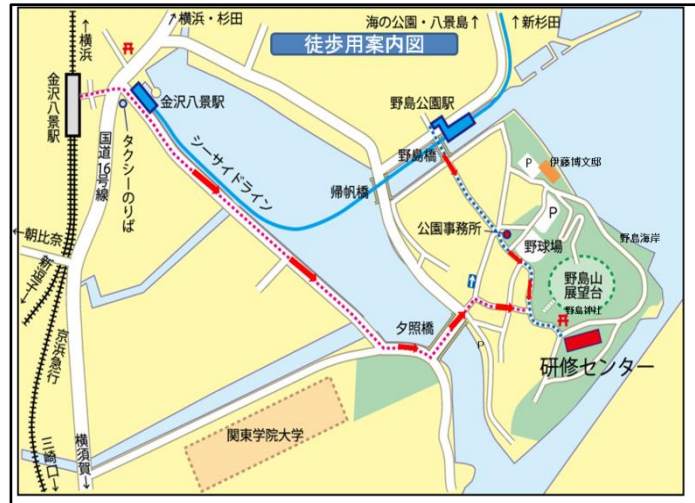 徒歩用案内図
↗横浜・杉田
海の公園・八景島↑
↑新杉田
←横浜
金沢八景駅
金沢八景駅
国道16号線
タクシーのりば
シーサイドライン
野島公園駅
野島橋
帰帆橋
P
伊藤博文邸
P
公園事務所
野球場
野島海岸
野島山
展望台
野島神社
←朝比奈
新逗子→
京浜急行
夕照橋
P
研修センター
関東学院大学
三崎口↓
横須賀↓